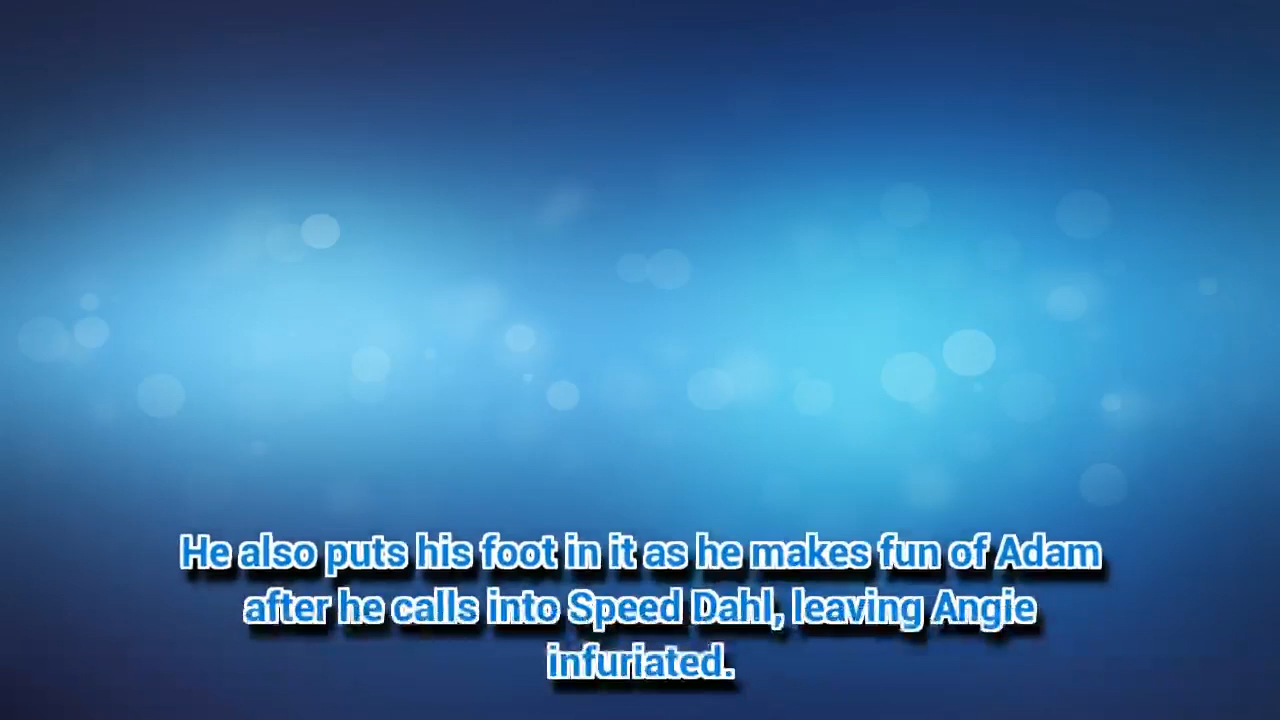 He also puts his foot in it as he makes fun of Adam
after he calls into Speed Dahl, leaving Angie
infuriated.